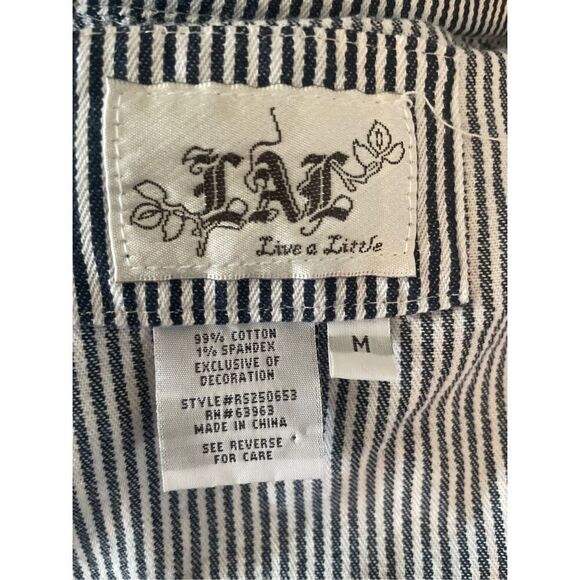 LAL
Live a Little
99% COTTON
1% SPANDEX
EXCLUSIVE OF
DECORATION
STYLE#RS250653
RN#63963
MADE IN CHINA
SEE REVERSE
FOR CARE
M